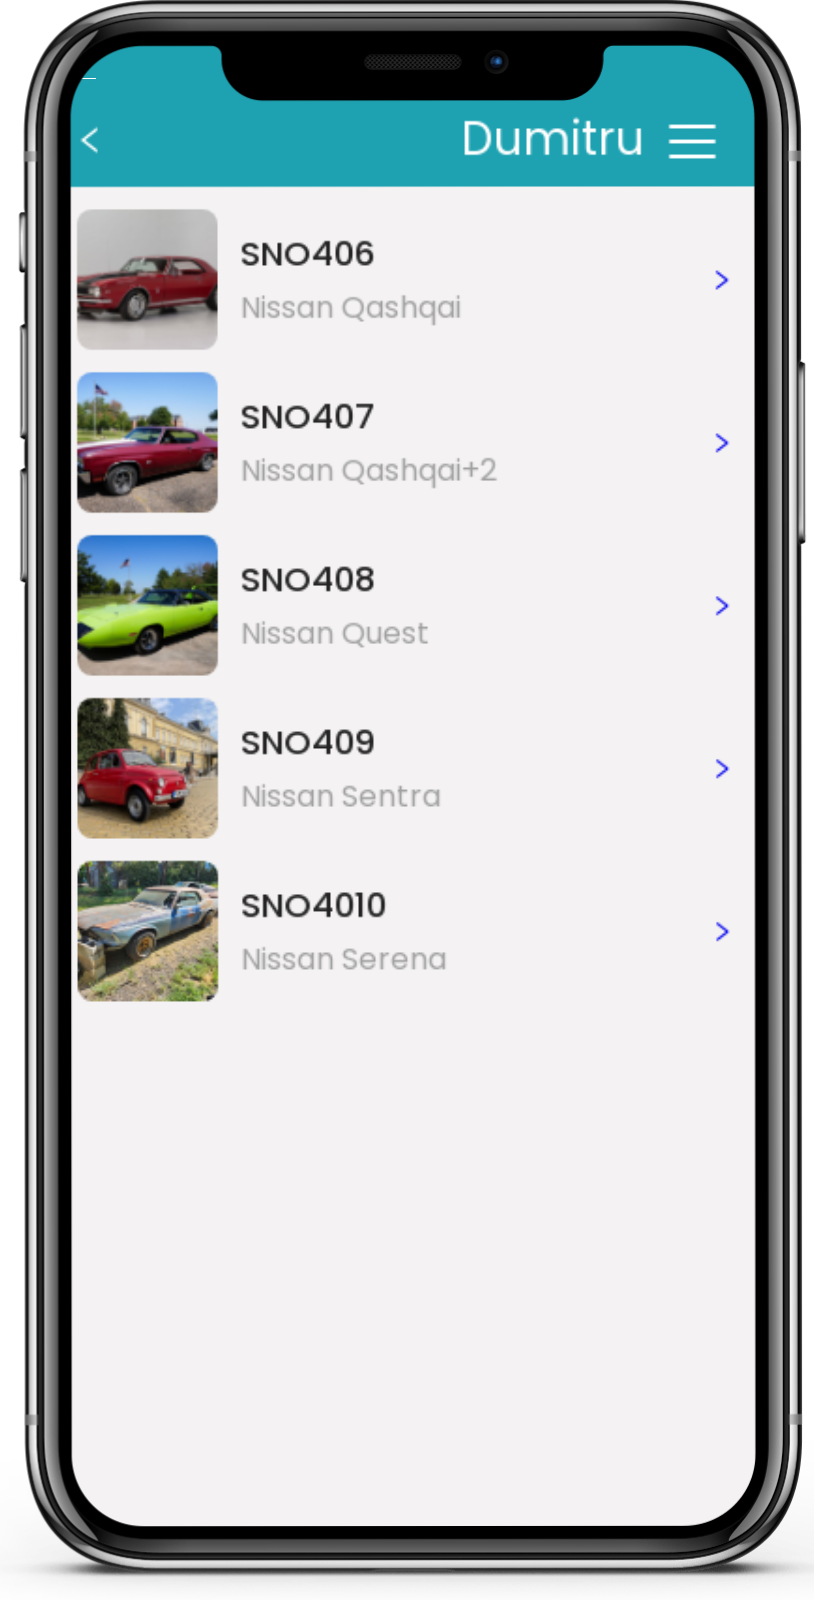 Dumitru
SNO406
Nissan Qashqai
SNO407
Nissan Qashqai+2
SNO408
Nissan Quest
SNO409
Nissan Sentra
SNO4010
Nissan Serena